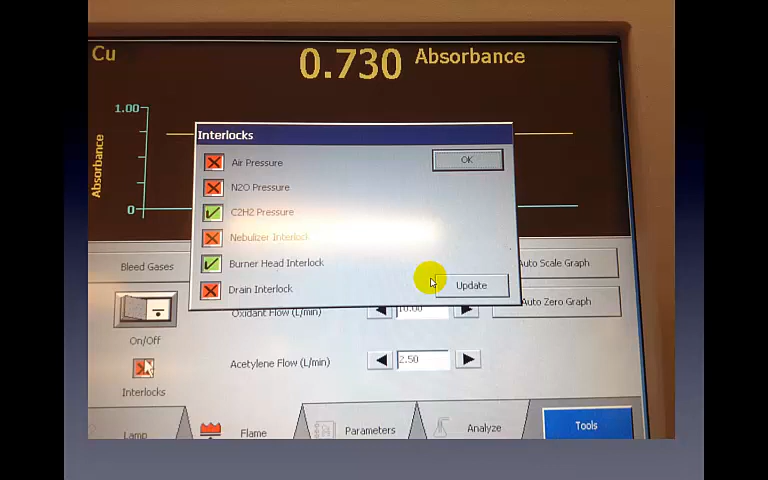 Cu
0.730 Absorbance
1.00
Absorbance
0
Interlocks
Air Pressure
OK
N2O Pressure
C2H2 Pressure
Nebulizer Interlock
Burner Head Interlock
Drain Interlock
Update
Bleed Gases
Auto Scale Graph
Oxidant Flow (L/min)
10.00
Auto Zero Graph
On/Off
Acetylene Flow (L/min)
2.50
Interlocks
Lamp
Flame
Parameters
Analyze
Tools